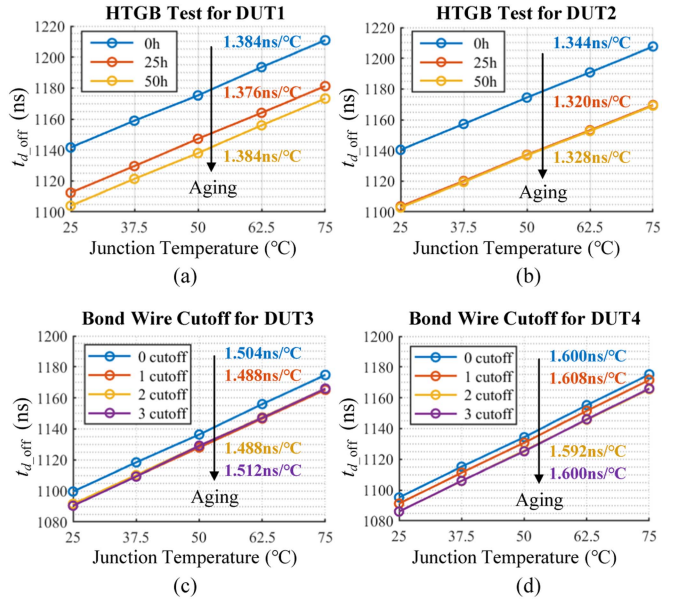 HTGB Test for DUT1
1220
1200
1180
1160
1140
1120
1100
t_d_off (ns)
0h
25h
50h
1.384ns/°C
1.376ns/°C
1.384ns/°C
Aging
25 37.5 50 62.5 75
Junction Temperature (°C)
(a)
HTGB Test for DUT2
1220
1200
1180
1160
1140
1120
1100
t_d_off (ns)
0h
25h
50h
1.344ns/°C
1.320ns/°C
1.328ns/°C
Aging
25 37.5 50 62.5 75
Junction Temperature (°C)
(b)
Bond Wire Cutoff for DUT3
1200
1180
1160
1140
1120
1100
1080
t_d_off (ns)
0 cutoff
1 cutoff
2 cutoff
3 cutoff
1.504ns/°C
1.488ns/°C
1.488ns/°C
1.512ns/°C
Aging
25 37.5 50 62.5 75
Junction Temperature (°C)
(c)
Bond Wire Cutoff for DUT4
1200
1180
1160
1140
1120
1100
1080
t_d_off (ns)
0 cutoff
1 cutoff
2 cutoff
3 cutoff
1.600ns/°C
1.608ns/°C
1.592ns/°C
1.600ns/°C
Aging
25 37.5 50 62.5 75
Junction Temperature (°C)
(d)